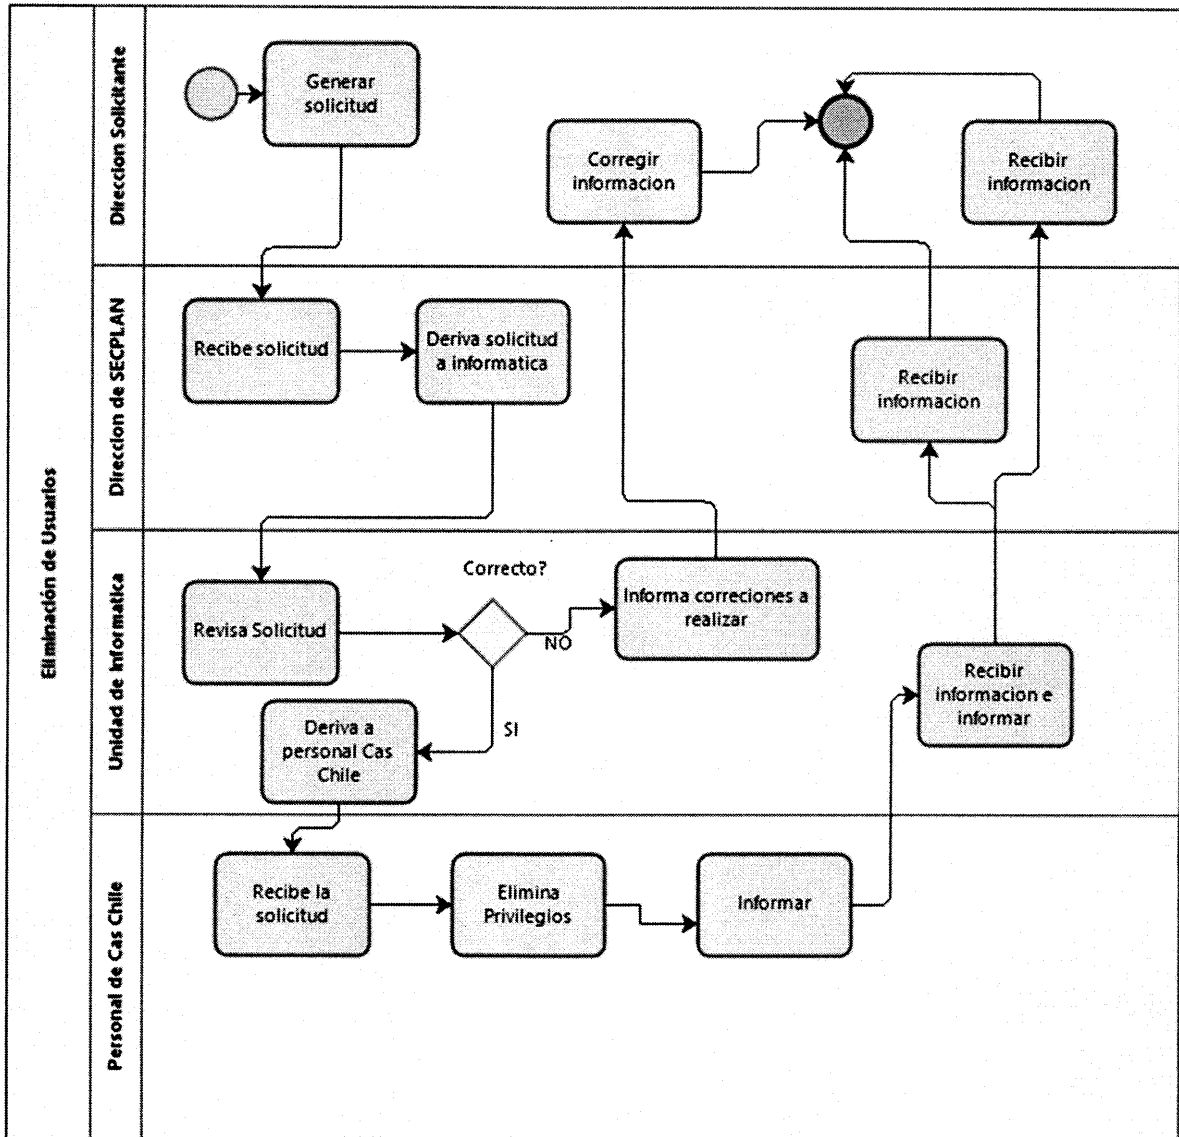 Eliminación de Usuarios
Direccion Solicitante
Generar
solicitud
Corregir
informacion
Recibir
informacion
Direccion de SECPLAN
Recibe solicitud
Deriva solicitud
a informatica
Recibir
informacion
Unidad de Informatica
Revisa Solicitud
Correcto?
NO
SI
Informa correciones a
realizar
Deriva a
personal Cas
Chile
Recibir
informacion e
informar
Personal de Cas Chile
Recibe la
solicitud
Elimina
Privilegios
Informar